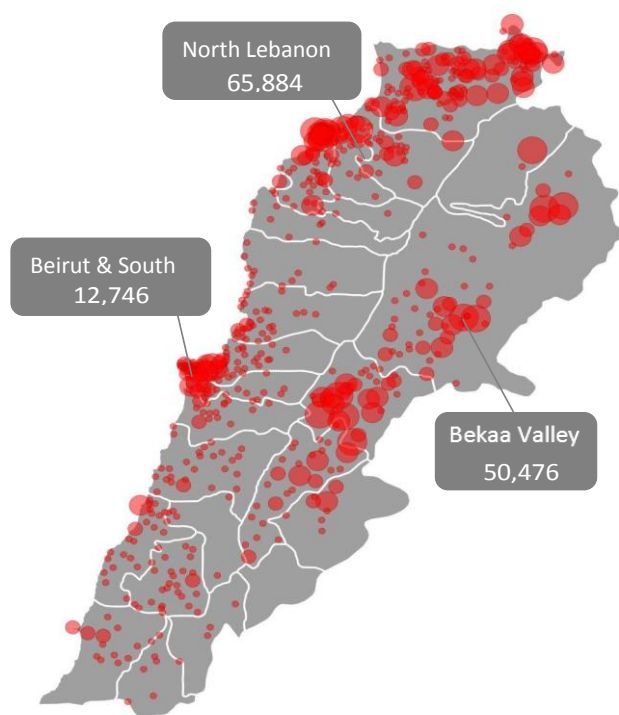 North Lebanon
65,884
Beirut & South
12,746
Bekaa Valley
50,476